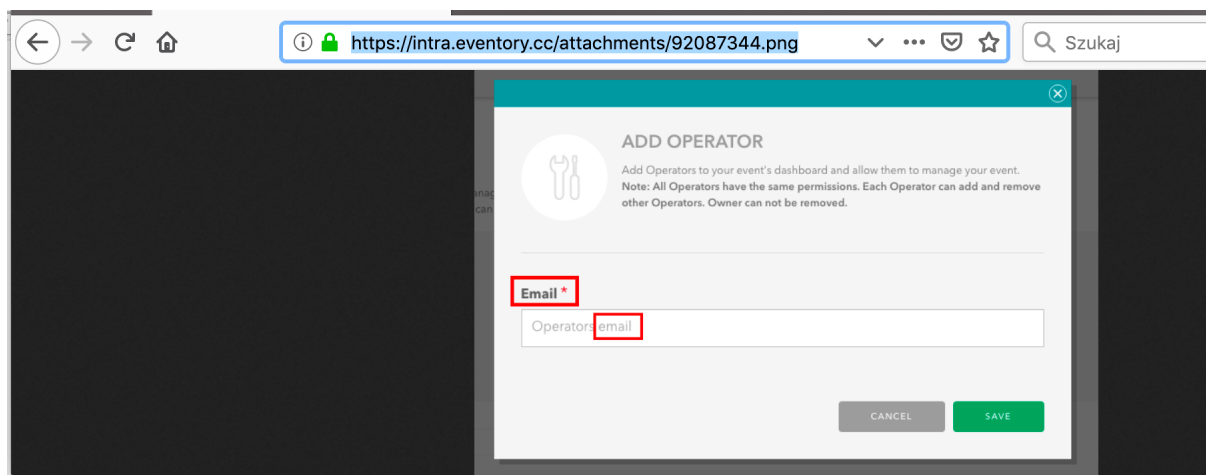 https://intra.eventory.cc/attachments/92087344.png
Szukaj
ADD OPERATOR
Add Operators to your event's dashboard and allow them to manage your event.
Note: All Operators have the same permissions. Each Operator can add and remove
other Operators. Owner can not be removed.
can
Email *
Operators email
CANCEL
SAVE